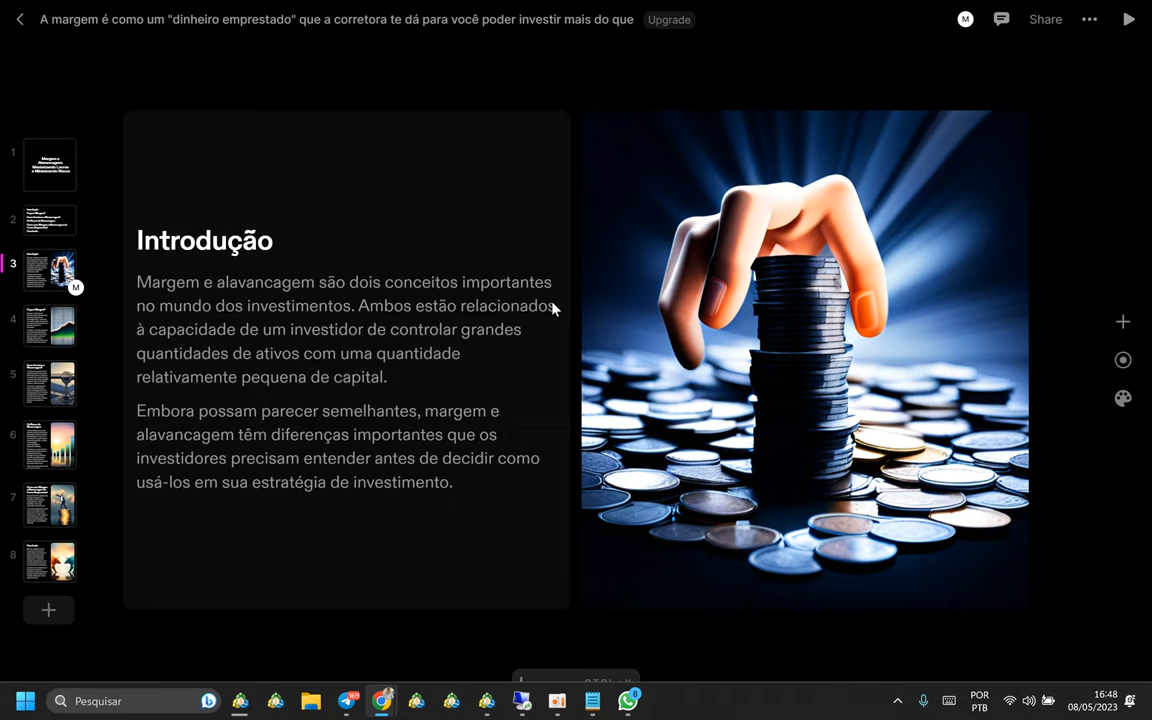 A margem é como um "dinheiro emprestado" que a corretora te dá para você poder investir mais do que
Upgrade
M
Share
1
2
3
M
4
5
6
7
8
Introdução
Margem e alavancagem são dois conceitos importantes
no mundo dos investimentos. Ambos estão relacionados
à capacidade de um investidor de controlar grandes
quantidades de ativos com uma quantidade
relativamente pequena de capital.
Embora possam parecer semelhantes, margem e
alavancagem têm diferenças importantes que os
investidores precisam entender antes de decidir como
usá-los em sua estratégia de investimento.
Pesquisar
369
8
POR
PTB
16:48
08/05/2023